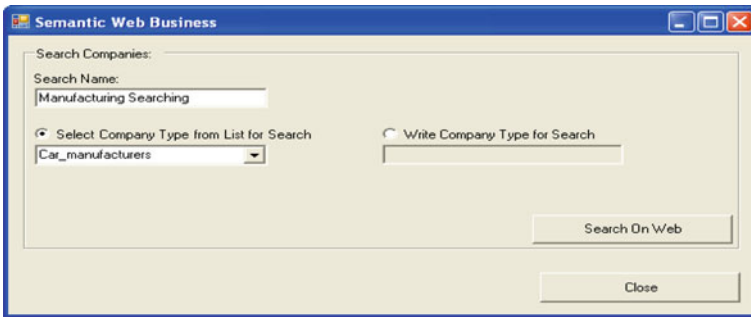 Semantic Web Business
Search Companies:
Search Name:
Manufacturing Searching
Select Company Type from List for Search
Write Company Type for Search
Car_manufacturers
Search On Web
Close